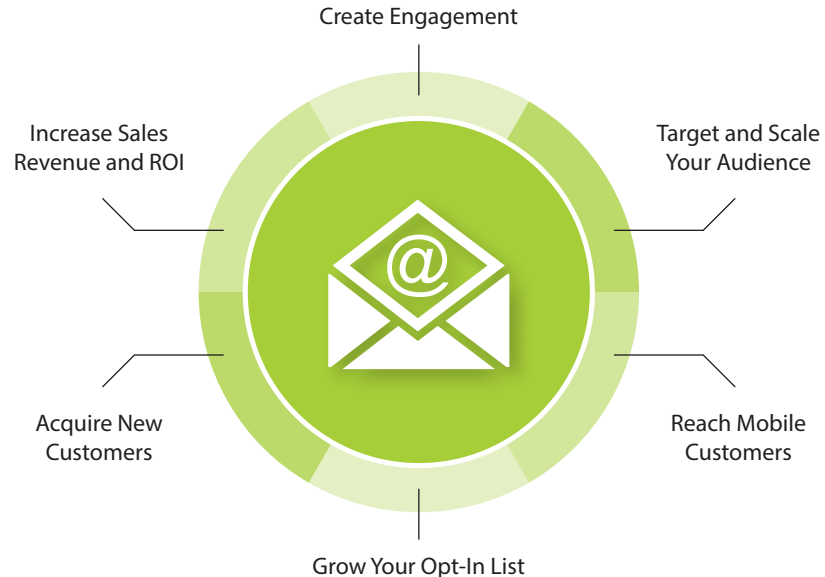 Create Engagement
Increase Sales
Revenue and ROI
Target and Scale
Your Audience
@
Acquire New
Customers
Reach Mobile
Customers
Grow Your Opt-In List